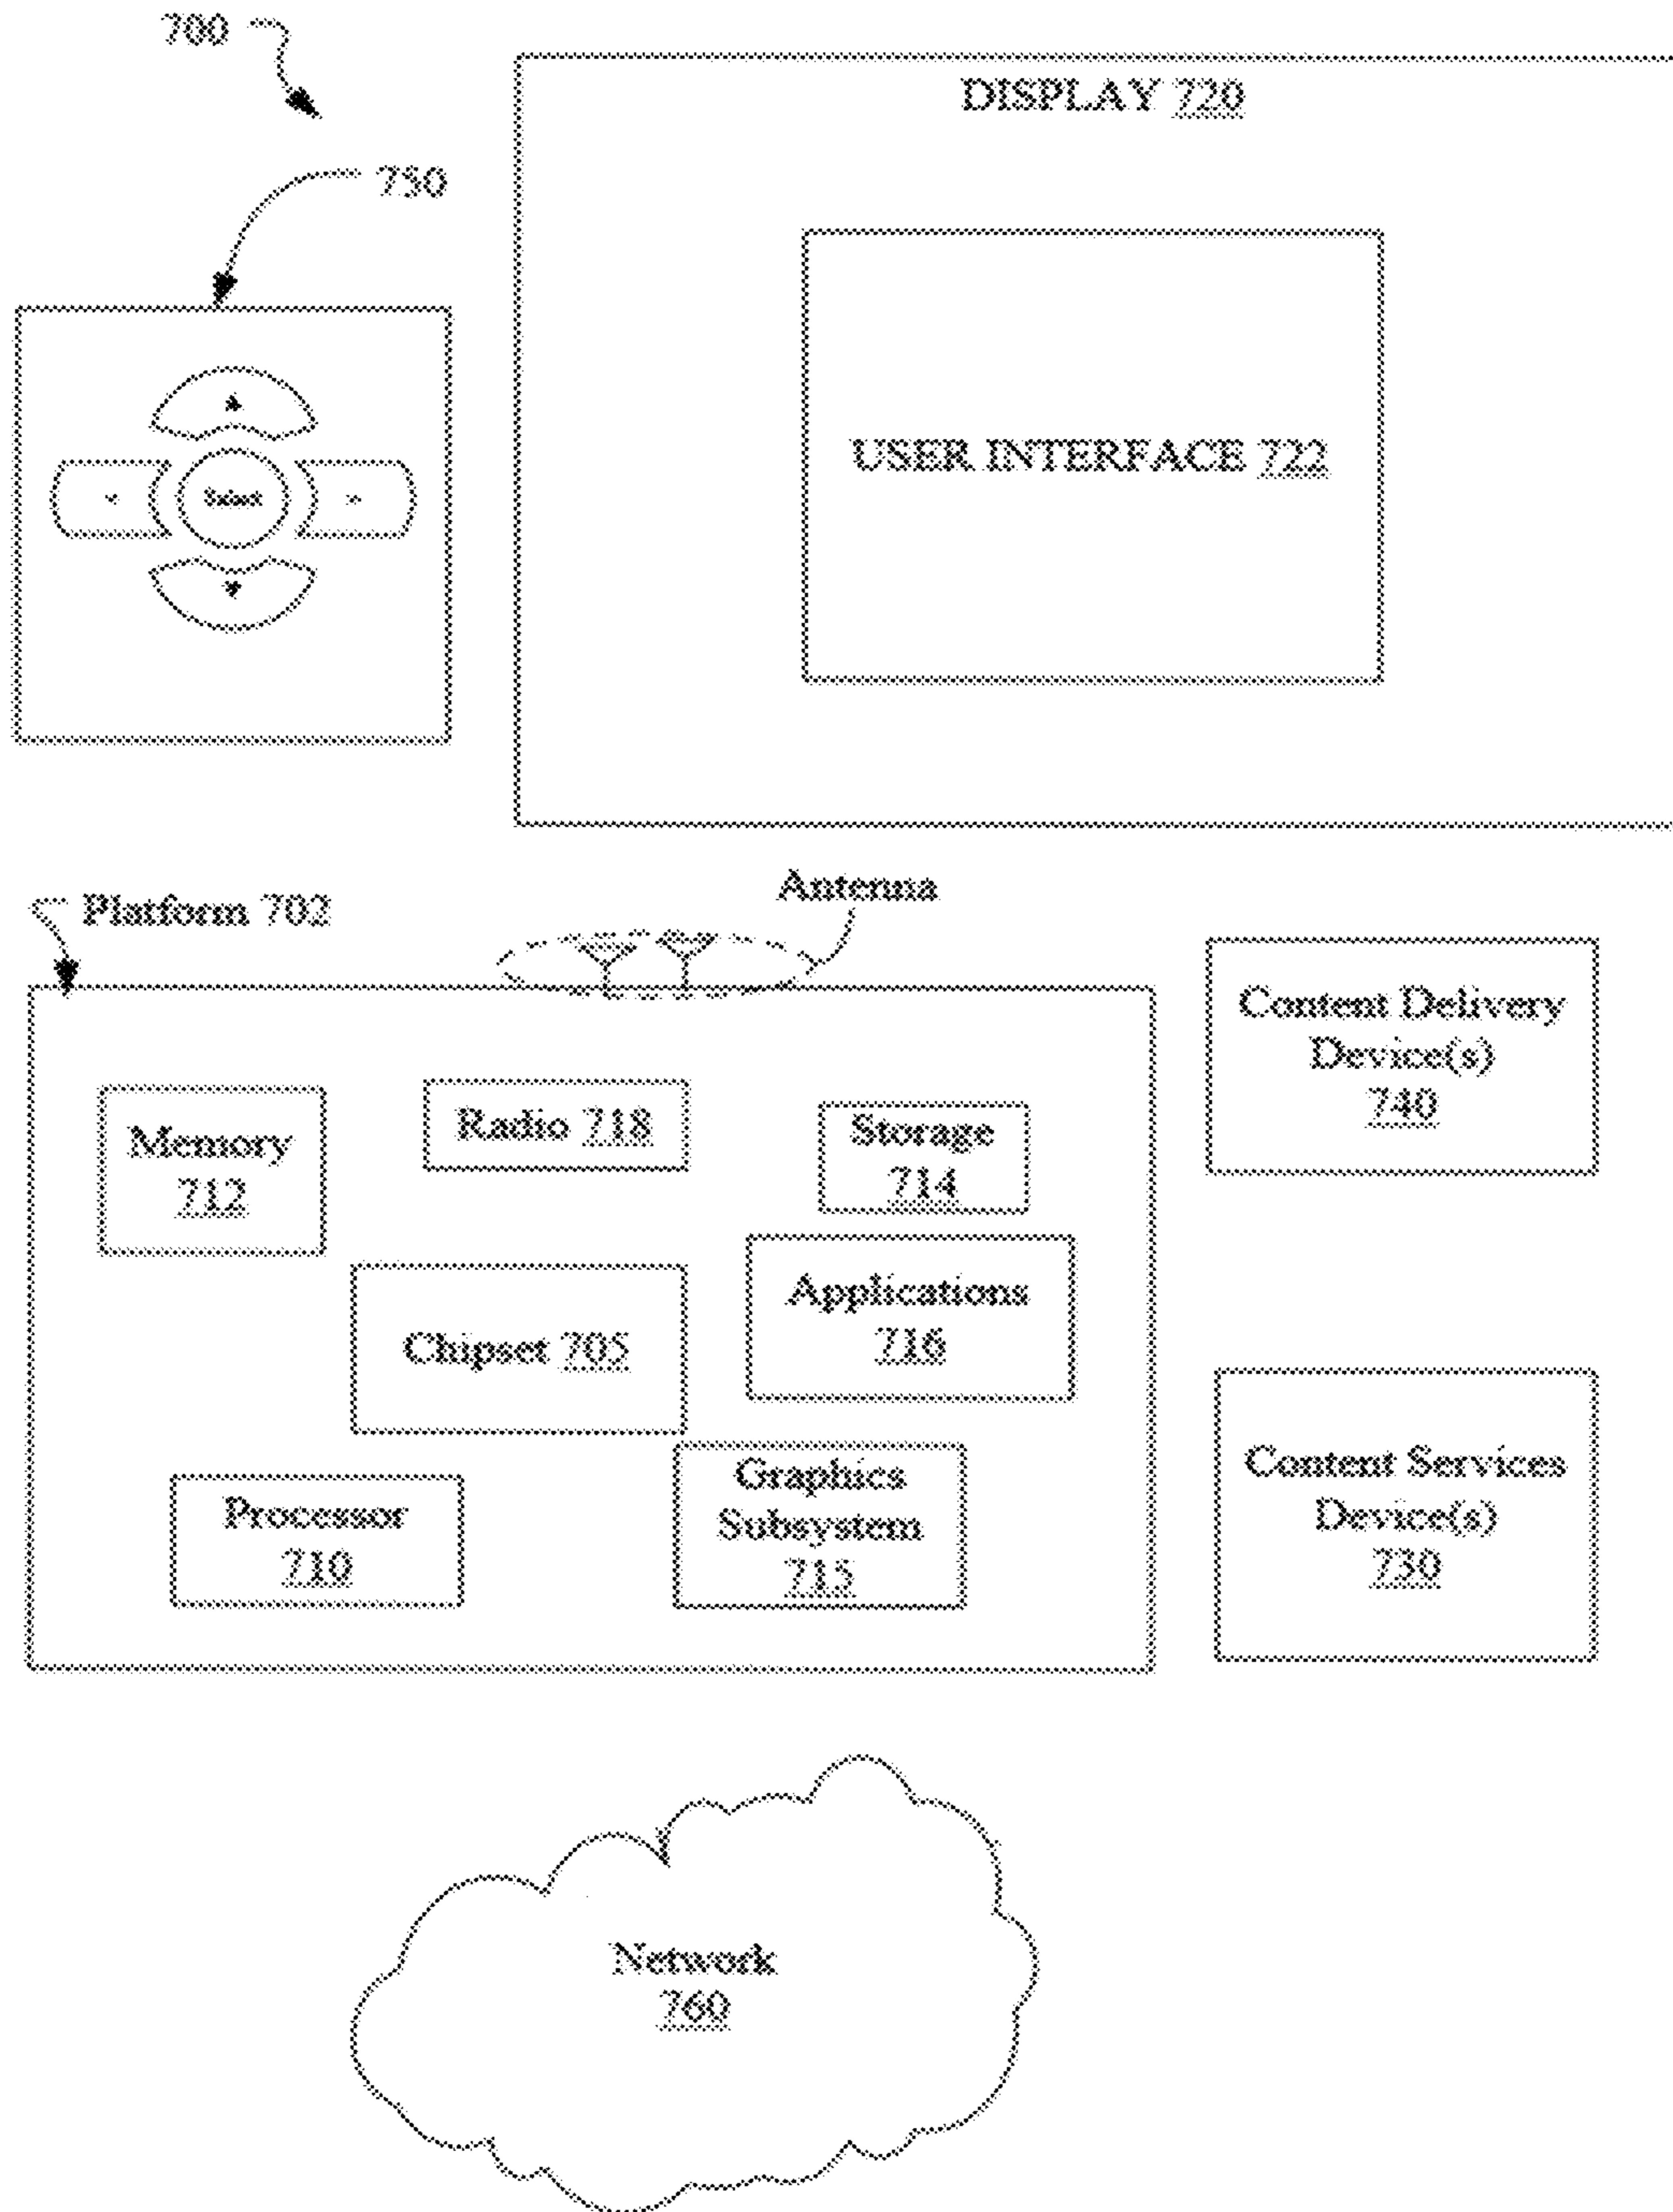 700
DISPLAY 720
750
USER INTERFACE 722
Select
Platform 702
Antenna
Content Delivery
Device(s)
740
Memory
712
Radio 718
Storage
714
Chipset 705
Applications
716
Processor
710
Graphics
Subsystem
715
Content Services
Device(s)
730
Network
760